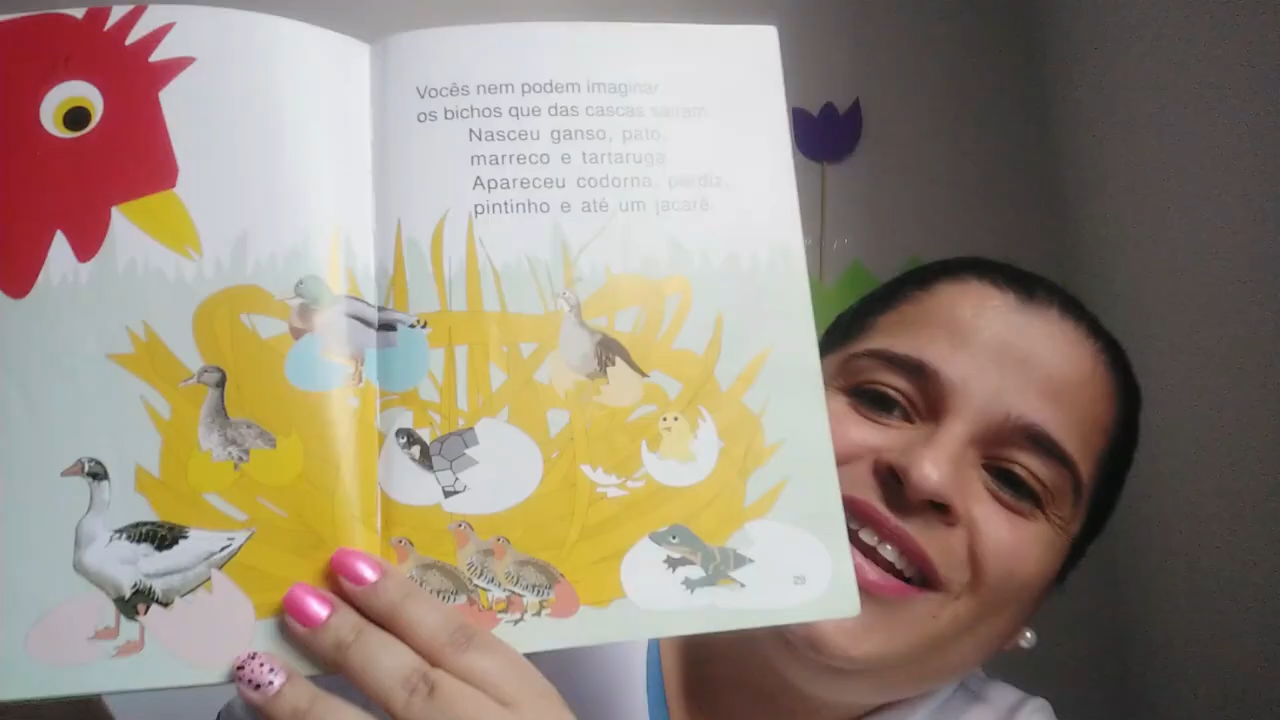 Vocês nem podem imaginar
os bichos que das cascas saíram.
Nasceu ganso, pato,
marreco e tartaruga.
Apareceu codorna, perdiz,
pintinho e até um jacaré.
29